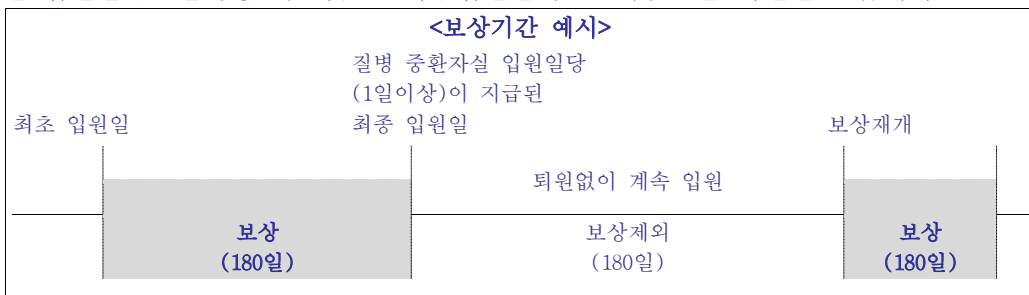 <보상기간 예시>
질병 중환자실 입원일당
(1일이상)이 지급된
최초 입원일 최종 입원일 보상재개
퇴원없이 계속 입원
보상 보상제외 보상
(180일) (180일) (180일)